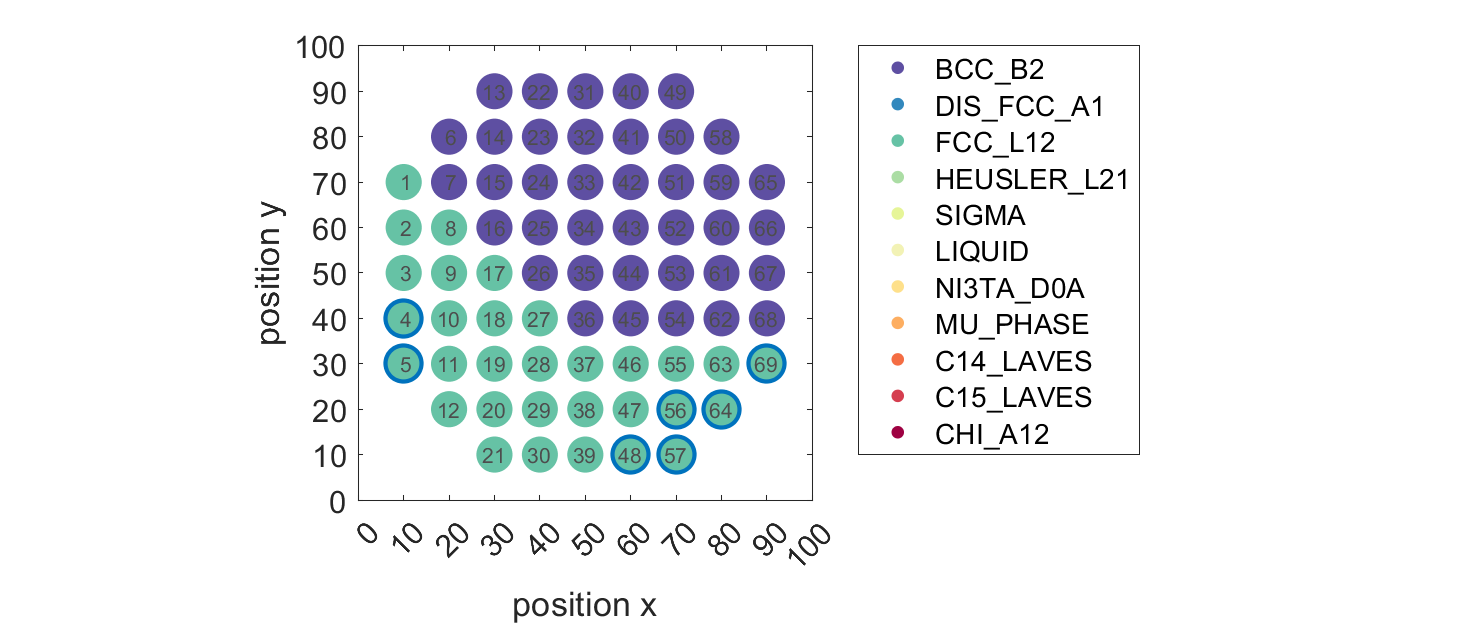 100
90
80
70
60
50
40
30
20
10
0
position y
13 22 31 40 49
6 14 23 32 41 50 58
1 7 15 24 33 42 51 59 65
2 8 16 25 34 43 52 60 66
3 9 17 26 35 44 53 61 67
4 10 18 27 36 45 54 62 68
5 11 19 28 37 46 55 63 69
12 20 29 38 47 56 64
21 30 39 48 57
0 10 20 30 40 50 60 70 80 90 100
position x
BCC_B2
DIS_FCC_A1
FCC_L12
HEUSLER_L21
SIGMA
LIQUID
NI3TA_D0A
MU_PHASE
C14_LAVES
C15_LAVES
CHI_A12